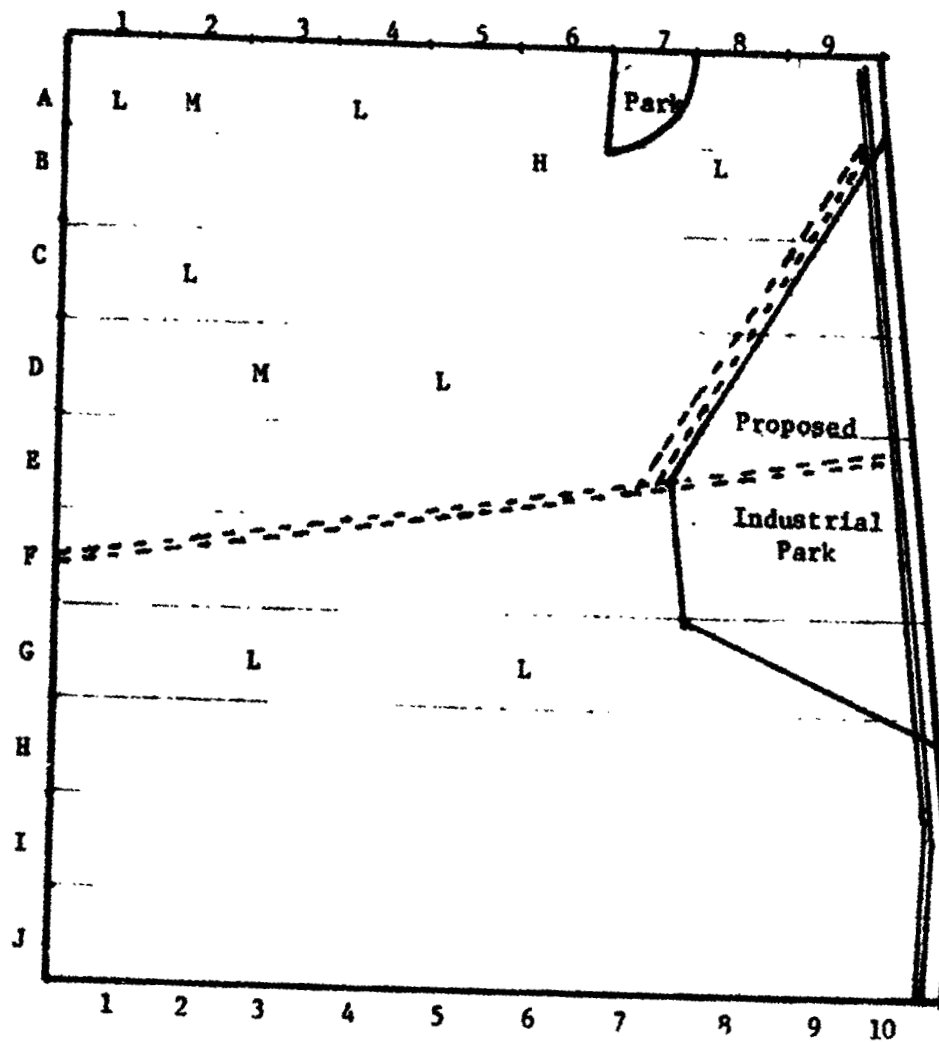 1 2 3 4 5 6 7 8 9
A L M L Park
B H L
C L
D M L
Proposed
E
Industrial
F Park
G L L
H
I
J
1 2 3 4 5 6 7 8 9 10